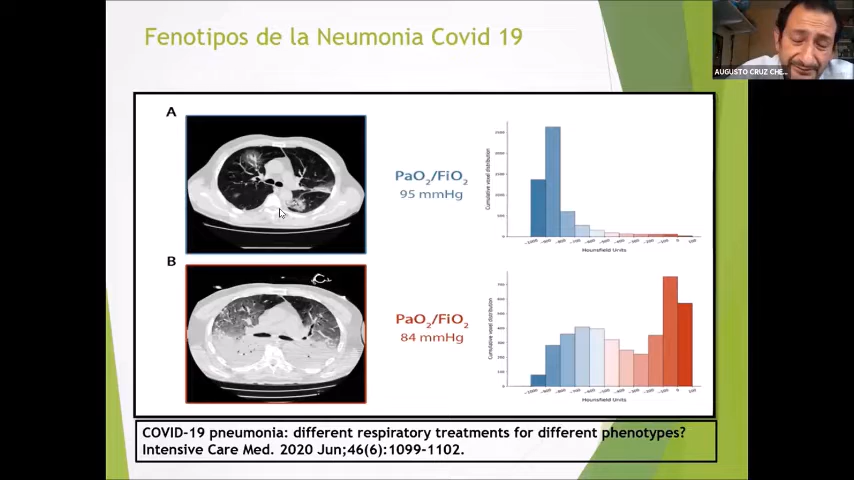 Fenotipos de la Neumonia Covid 19
AUGUSTO CRUZ CHE...
A
PaO2/FiO2
95 mmHg
Cumulative voxel distribution
Hounsfield Units
B
PaO2/FiO2
84 mmHg
Cumulative voxel distribution
Hounsfield Units
COVID-19 pneumonia: different respiratory treatments for different phenotypes?
Intensive Care Med. 2020 Jun;46(6):1099-1102.